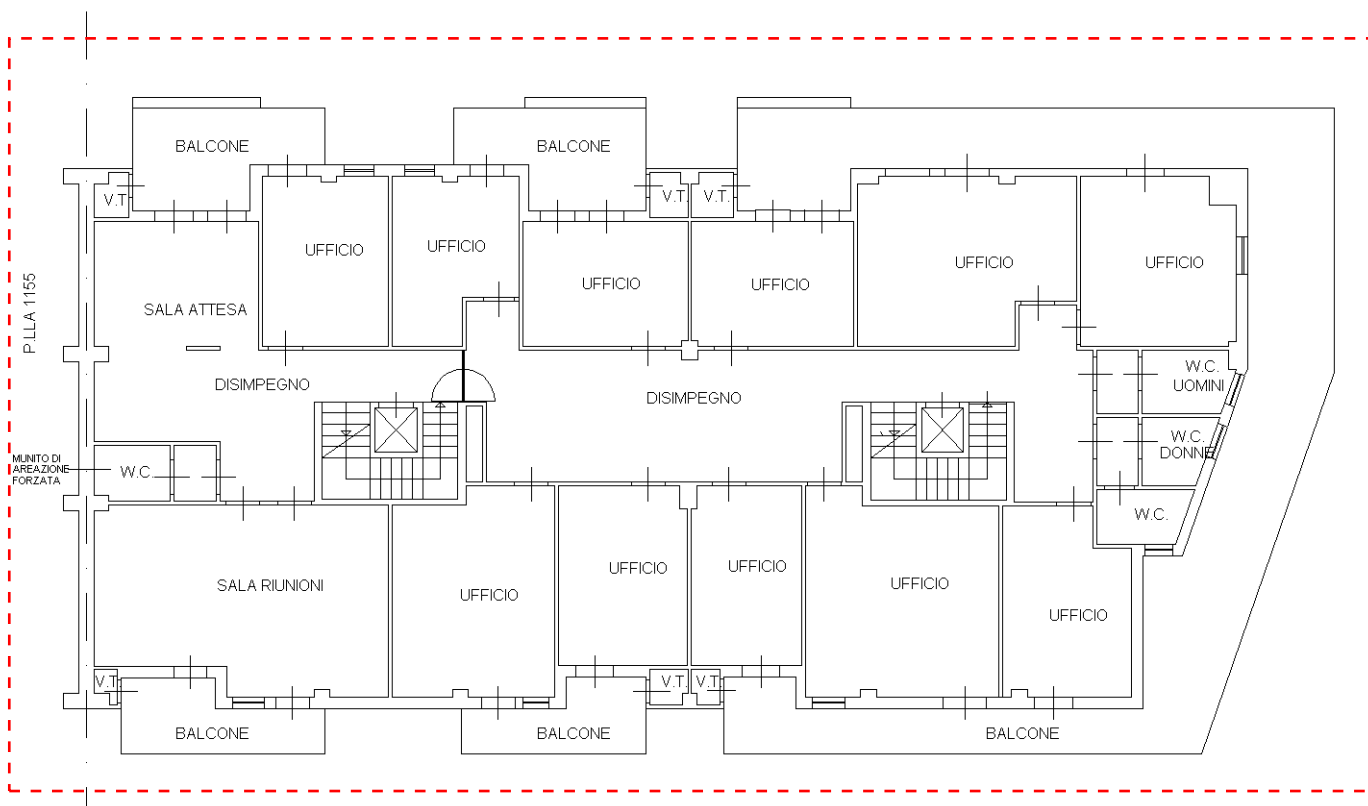 BALCONE
BALCONE
V.T
V.T.
V.T.
UFFICIO
UFFICIO
UFFICIO
UFFICIO
UFFICIO
UFFICIO
P.LLA 1155
SALA ATTESA
DISIMPEGNO
DISIMPEGNO
W.C.
UOMINI
W.C.
DONNE
MUNITO DI
AREAZIONE
FORZATA
W.C.
W.C.
SALA RIUNIONI
UFFICIO
UFFICIO
UFFICIO
UFFICIO
UFFICIO
V.T.
V.T.
V.T.
BALCONE
BALCONE
BALCONE